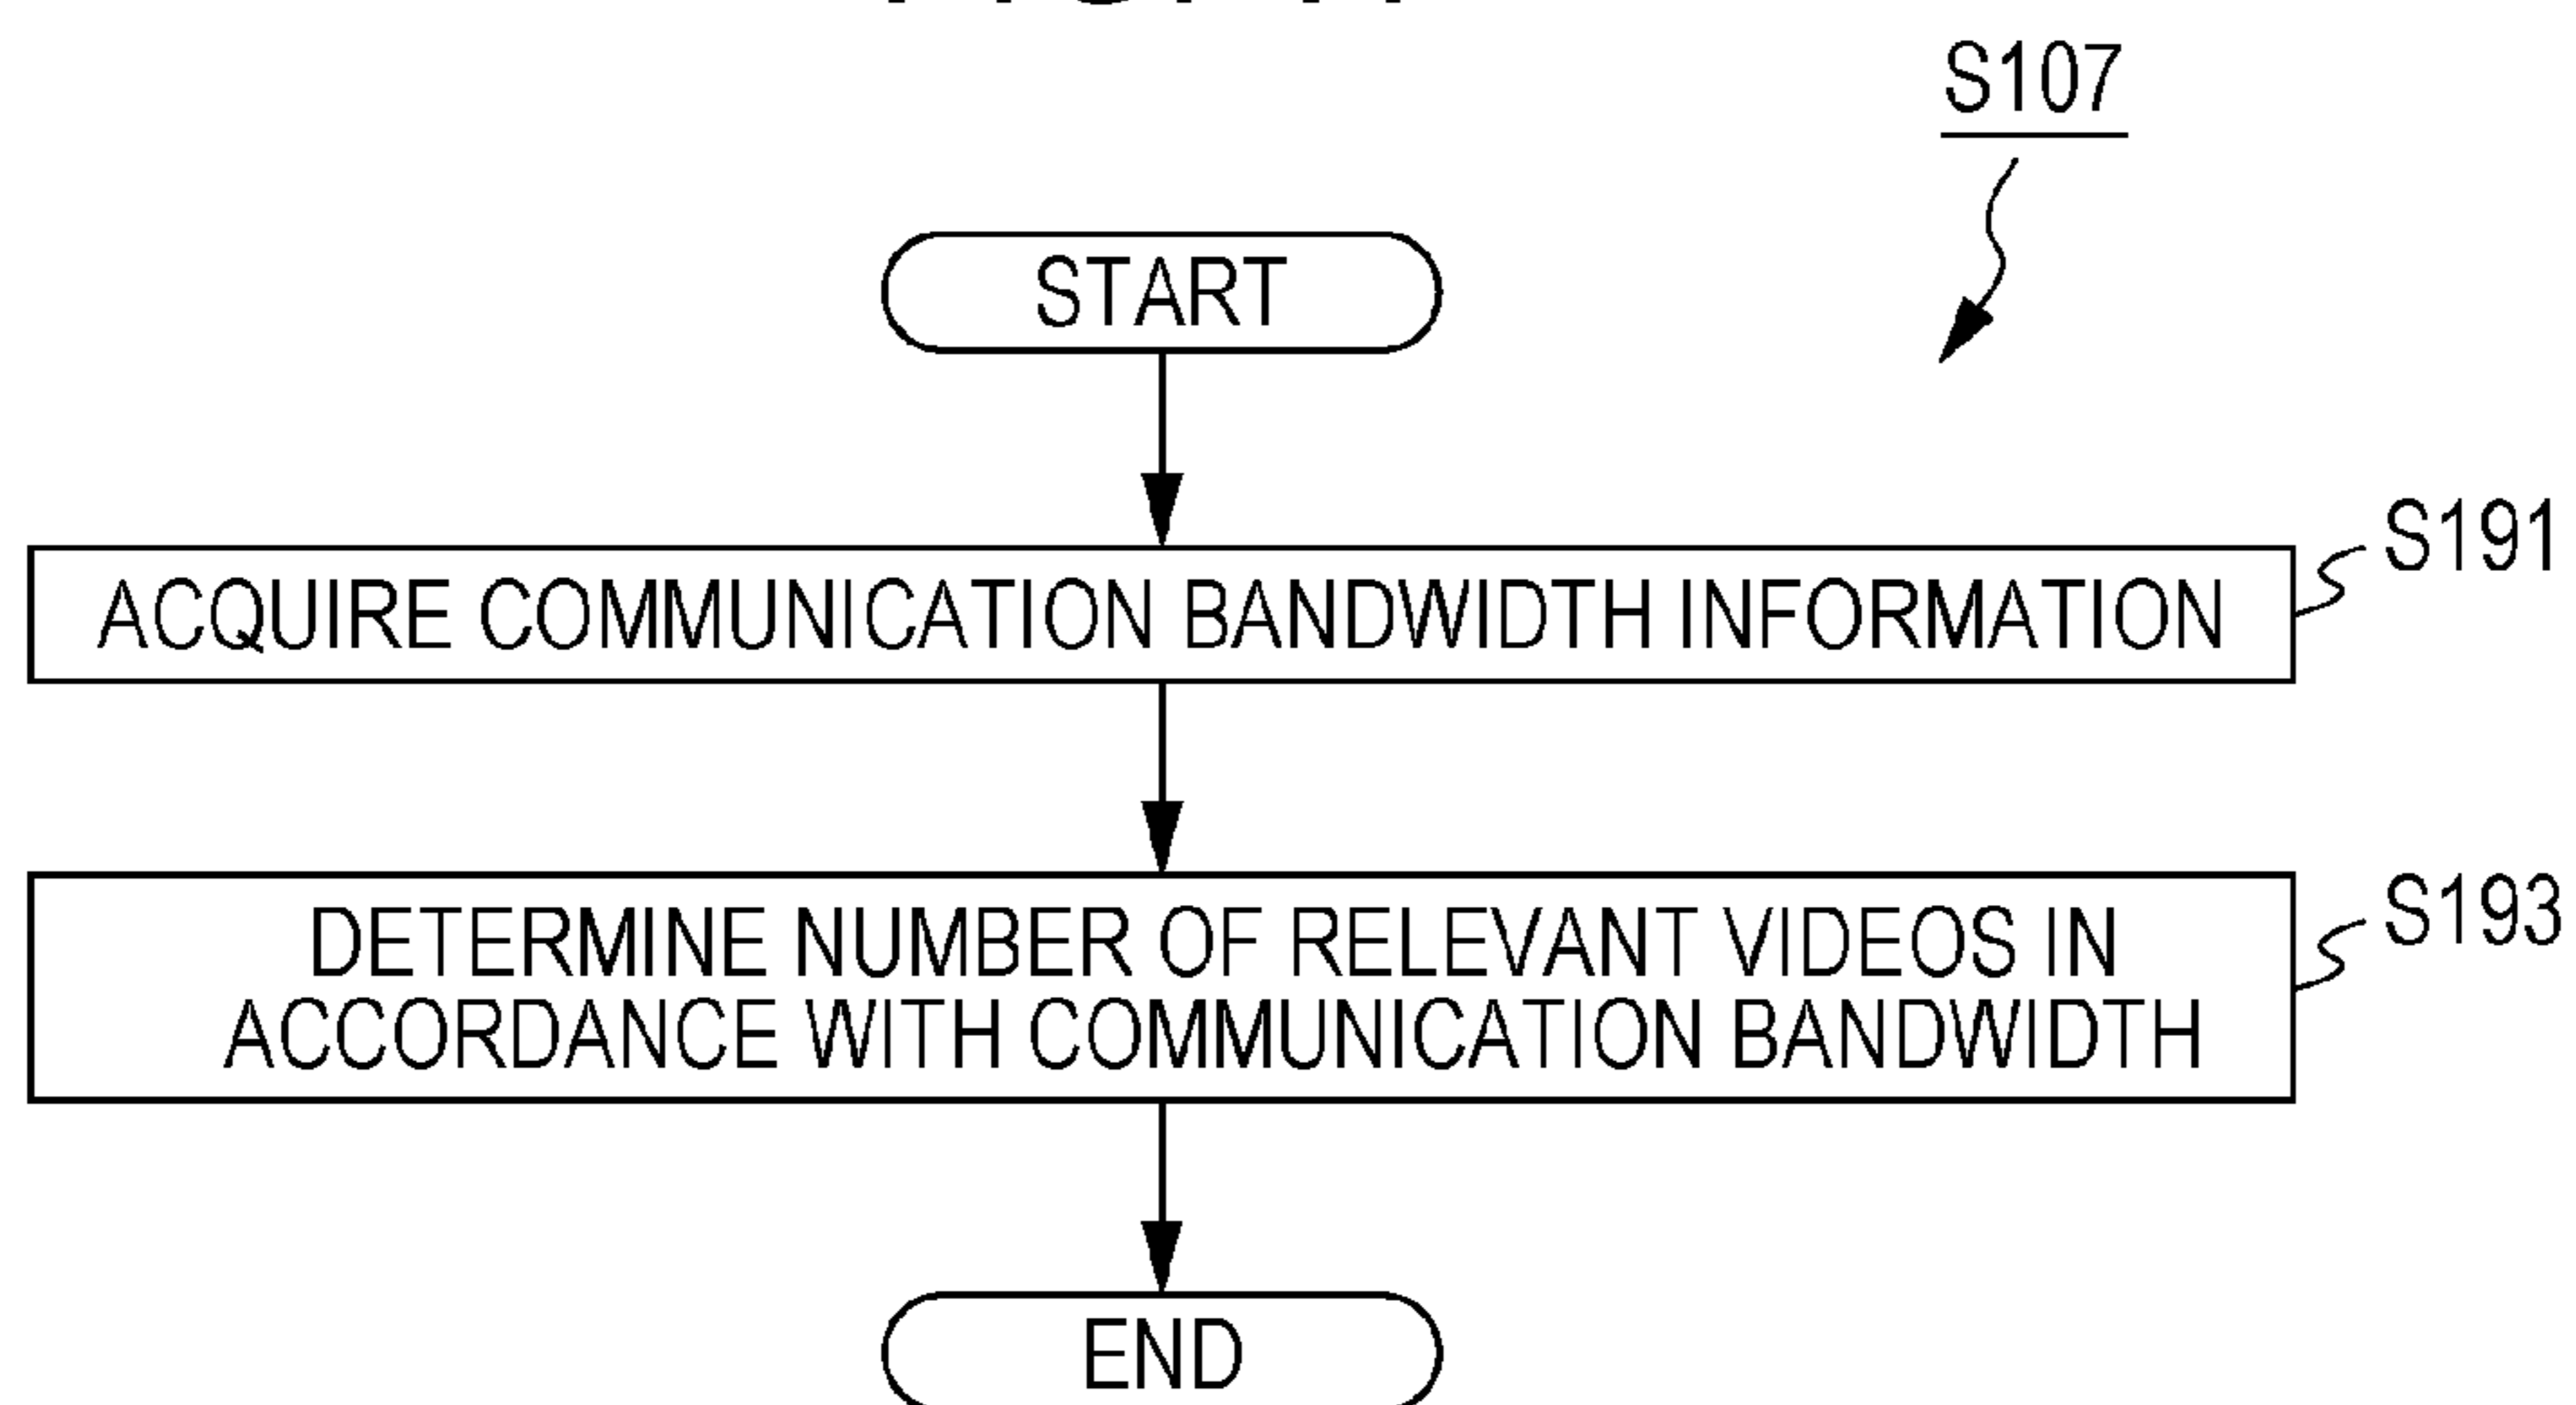 S107
START
ACQUIRE COMMUNICATION BANDWIDTH INFORMATION
S191
DETERMINE NUMBER OF RELEVANT VIDEOS IN
ACCORDANCE WITH COMMUNICATION BANDWIDTH
S193
END